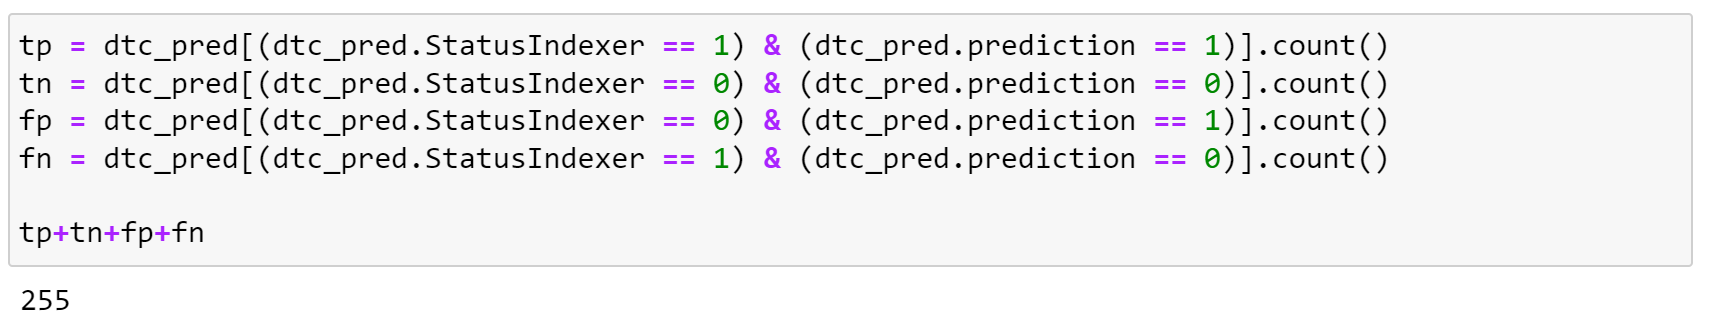 tp = dtc_pred[(dtc_pred.StatusIndexer == 1) & (dtc_pred.prediction == 1)].count()
tn = dtc_pred[(dtc_pred.StatusIndexer == 0) & (dtc_pred.prediction == 0)].count()
fp = dtc_pred[(dtc_pred.StatusIndexer == 0) & (dtc_pred.prediction == 1)].count()
fn = dtc_pred[(dtc_pred.StatusIndexer == 1) & (dtc_pred.prediction == 0)].count()
tp+tn+fp+fn
255